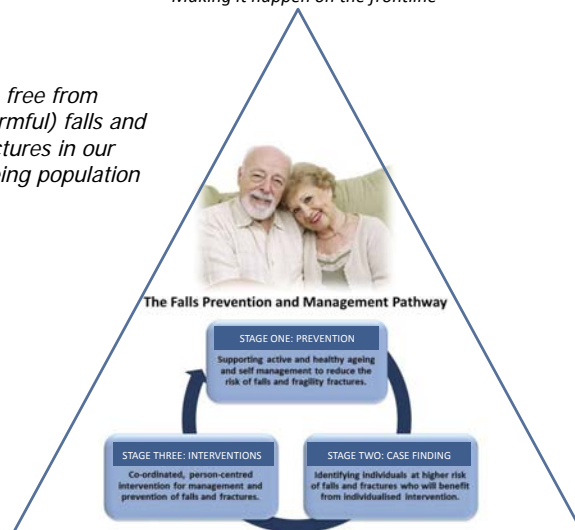 Making it happen on the frontline
free from
rmful) falls and
ctures in our
ing population
The Falls Prevention and Management Pathway
STAGE ONE: PREVENTION
Supporting active and healthy ageing
and self management to reduce the
risk of falls and fragility fractures.
STAGE THREE: INTERVENTIONS
Co-ordinated, person-centred
intervention for management and
prevention of falls and fractures.
STAGE TWO: CASE FINDING
Identifying individuals at higher risk
of falls and fractures who will benefit
from individualised intervention.